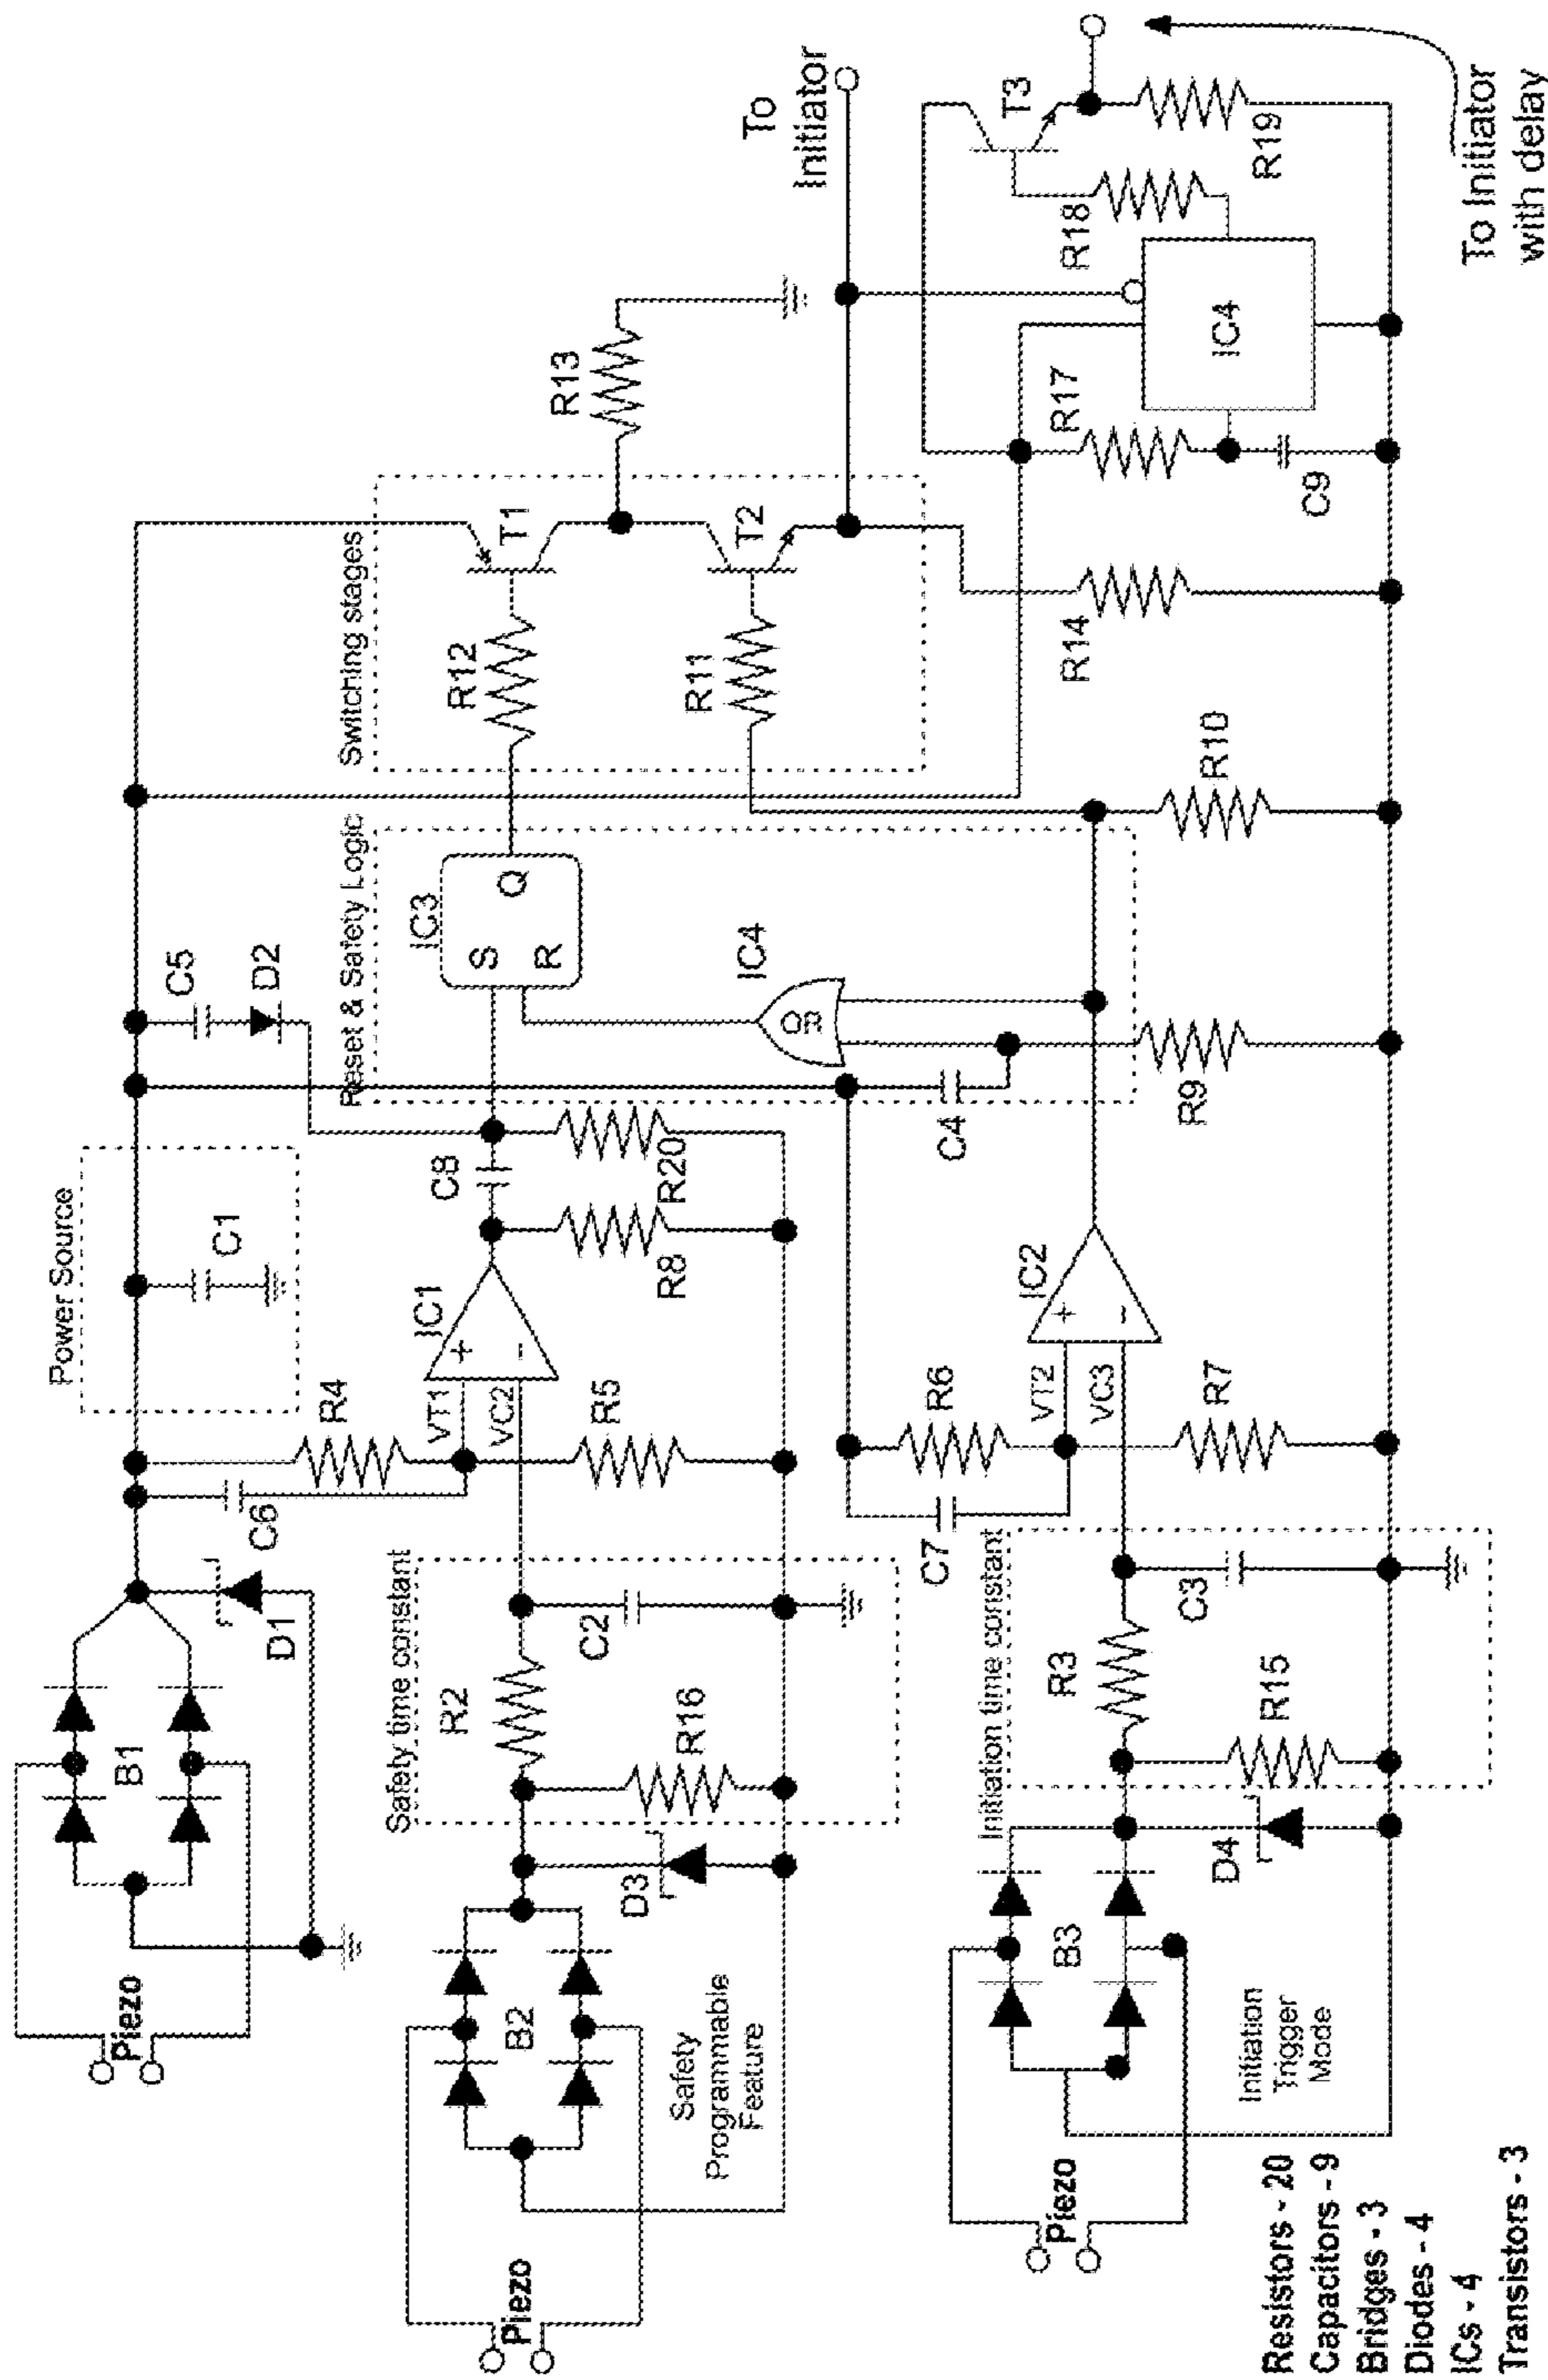 Piezo
B1
D1
C6
Power Source
C1
R4
VT1
VC2
R5
IC1
C8
R8
R20
C5
D2
Piezo
B2
Safety
Programmable
Feature
D3
Safety time constant
R2
R16
C2
Reset & Safety Logic
IC3
S
R
Q
IC4
OR
C4
R9
Switching stages
R12
T1
R11
T2
R13
To
Initiator
Piezo
B3
Initiation
Trigger
Mode
D4
Initiation time constant
R3
R15
C3
C7
R6
VT2
VC3
R7
IC2
R10
R14
R17
C9
IC4
R18
T3
R19
To Initiator
with delay
Resistors - 20
Capacitors - 9
Bridges - 3
Diodes - 4
ICs - 4
Transistors - 3